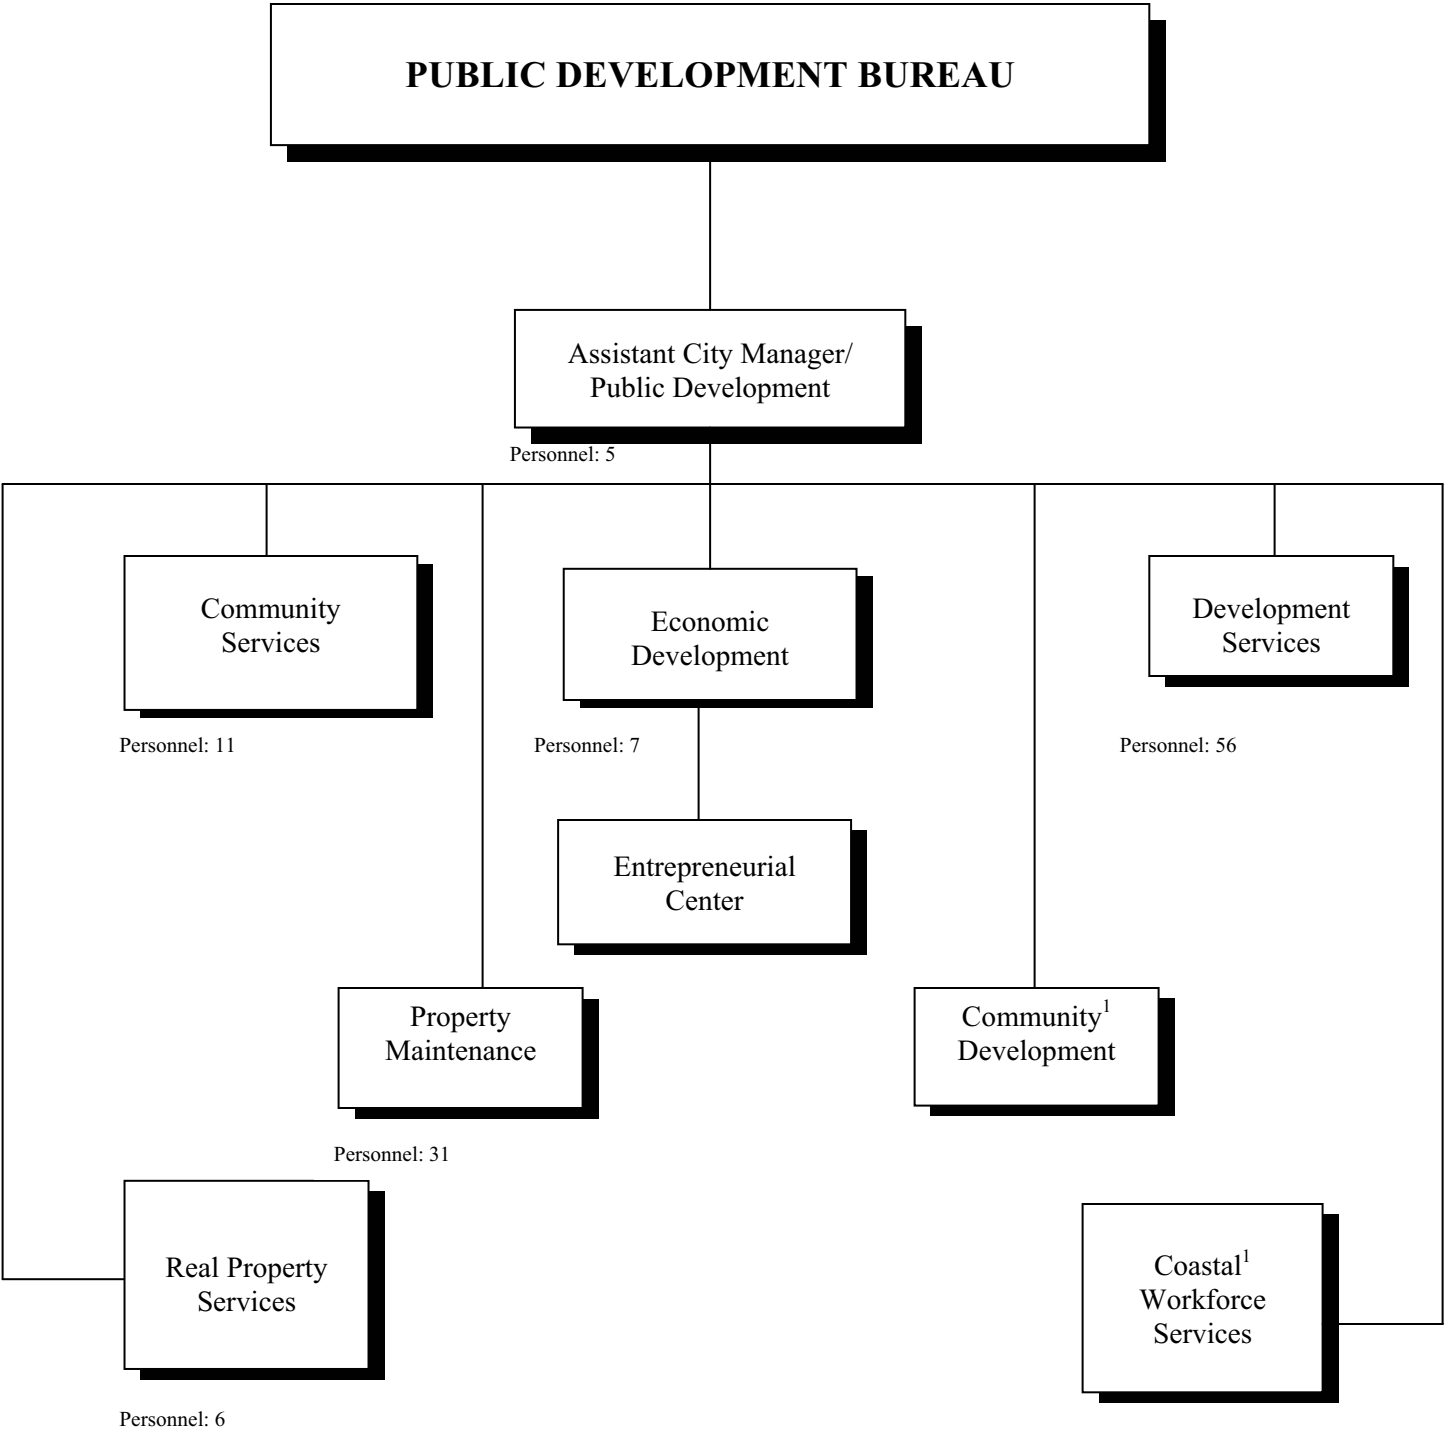 PUBLIC DEVELOPMENT BUREAU
Assistant City Manager/
Public Development
Personnel: 5
Community
Services
Personnel: 11
Economic
Development
Personnel: 7
Development
Services
Personnel: 56
Entrepreneurial
Center
Property
Maintenance
Personnel: 31
Community¹
Development
Real Property
Services
Personnel: 6
Coastal¹
Workforce
Services